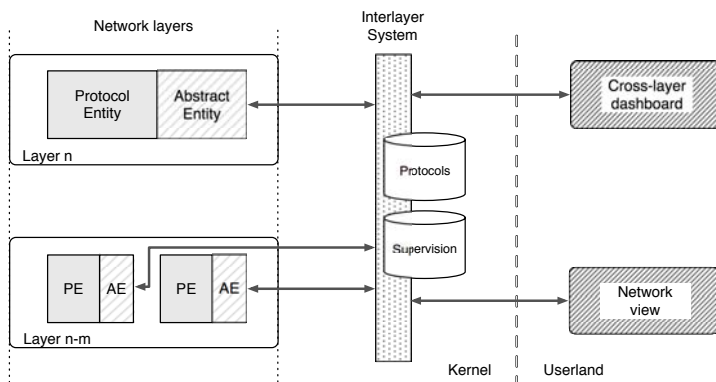 Network layers
Interlayer
System
Protocol
Entity
Abstract
Entity
Layer n
Cross-layer
dashboard
Protocols
Supervision
PE
AE
PE
AE
Layer n-m
Network
view
Kernel
Userland